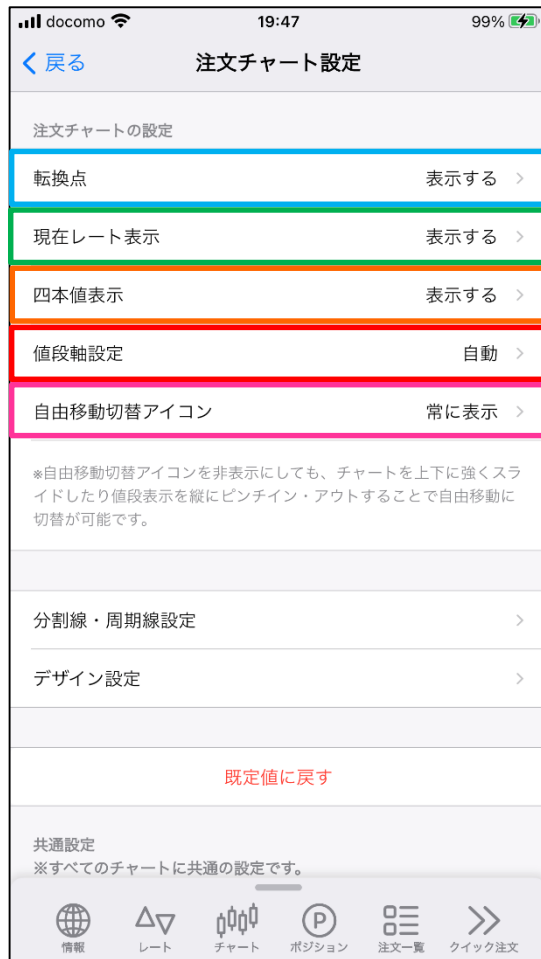 docomo 19:47 99%
戻る 注文チャート設定
注文チャートの設定
転換点 表示する
現在レート表示 表示する
四本値表示 表示する
値段軸設定 自動
自由移動切替アイコン 常に表示
※自由移動切替アイコンを非表示にしても、チャートを上下に強くスラ
イドしたり値段表示を縦にピンチイン・アウトすることで自由移動に
切替が可能です。
分割線・周期線設定
デザイン設定
既定値に戻す
共通設定
※すべてのチャートに共通の設定です。
P
情報 レート チャート ポジション 注文一覧 クイック注文